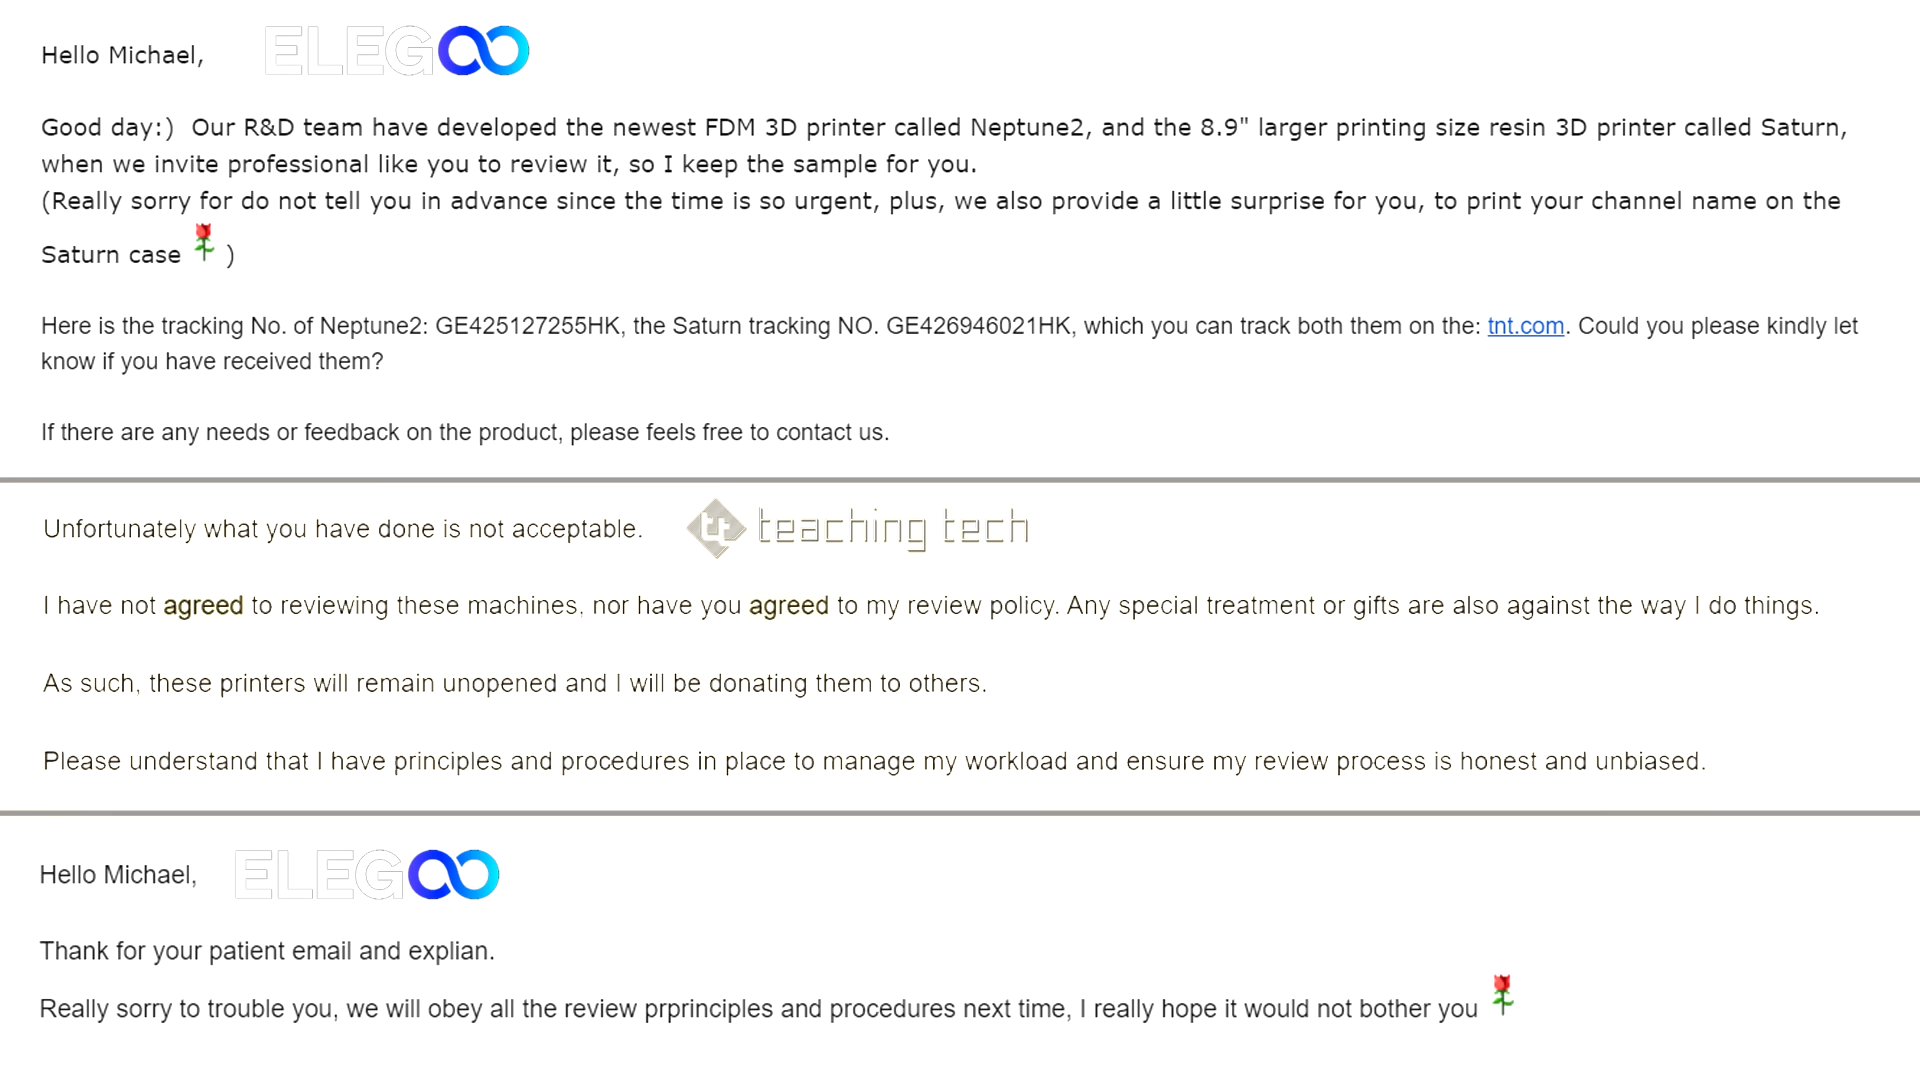 Hello Michael,
ELEGOO
Good day:) Our R&D team have developed the newest FDM 3D printer called Neptune2, and the 8.9" larger printing size resin 3D printer called Saturn,
when we invite professional like you to review it, so I keep the sample for you.
(Really sorry for do not tell you in advance since the time is so urgent, plus, we also provide a little surprise for you, to print your channel name on the
Saturn case 🌹 )
Here is the tracking No. of Neptune2: GE425127255HK, the Saturn tracking NO. GE426946021HK, which you can track both them on the: tnt.com. Could you please kindly let
know if you have received them?
If there are any needs or feedback on the product, please feels free to contact us.
Unfortunately what you have done is not acceptable.
tt teaching tech
I have not agreed to reviewing these machines, nor have you agreed to my review policy. Any special treatment or gifts are also against the way I do things.
As such, these printers will remain unopened and I will be donating them to others.
Please understand that I have principles and procedures in place to manage my workload and ensure my review process is honest and unbiased.
Hello Michael,
ELEGOO
Thank for your patient email and explian.
Really sorry to trouble you, we will obey all the review prprinciples and procedures next time, I really hope it would not bother you 🌹